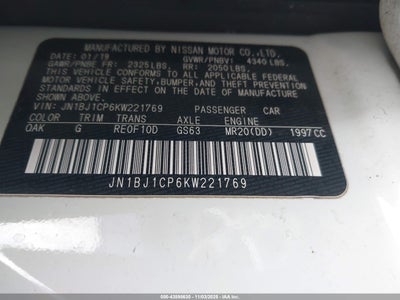 MANUFACTURED BY NISSAN MOTOR CO.,LTD.
DATE: 01/19 GVWR/PNBV: 4340 LBS.
GAWR/PNBE FR: 2325 LBS. RR: 2050 LBS.
THIS VEHICLE CONFORMS TO ALL APPLICABLE FEDERAL MOTOR
VEHICLE SAFETY, BUMPER, AND THEFT
PREVENTION STANDARDS IN EFFECT ON THE DATE OF MANUFACTURE
SHOWN ABOVE.
VIN: JN1BJ1CP6KW221769 PASSENGER CAR
COLOR TRIM TRANS AXLE ENGINE
QAK G RE0F10D GS63 MR20(DD) 1997CC
JN1BJ1CP6KW221769